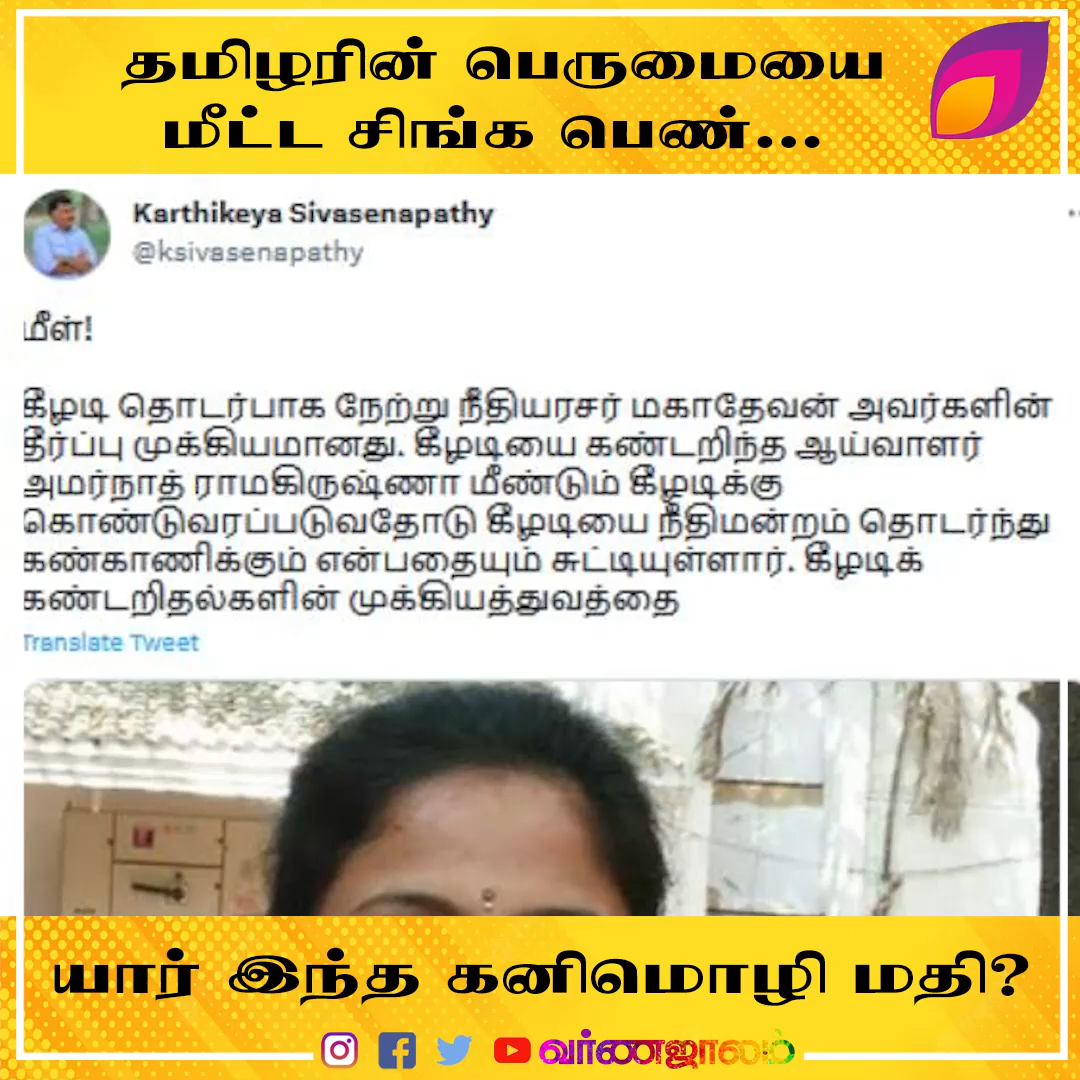 தமிழரின் பெருமையை
மீட்ட சிங்க பெண்...
Karthikeya Sivasenapathy
@ksivasenapathy
மீள்!
கீழடி தொடர்பாக நேற்று நீதியரசர் மகாதேவன் அவர்களின்
தீர்ப்பு முக்கியமானது. கீழடியை கண்டறிந்த ஆய்வாளர்
அமர்நாத் ராமகிருஷ்ணா மீண்டும் கீழடிக்கு
கொண்டுவரப்படுவதோடு கீழடியை நீதிமன்றம் தொடர்ந்து
கண்காணிக்கும் என்பதையும் சுட்டியுள்ளார். கீழடிக்
கண்டறிதல்களின் முக்கியத்துவத்தை
Translate Tweet
யார் இந்த கனிமொழி மதி?
வர்ணஜாலம்